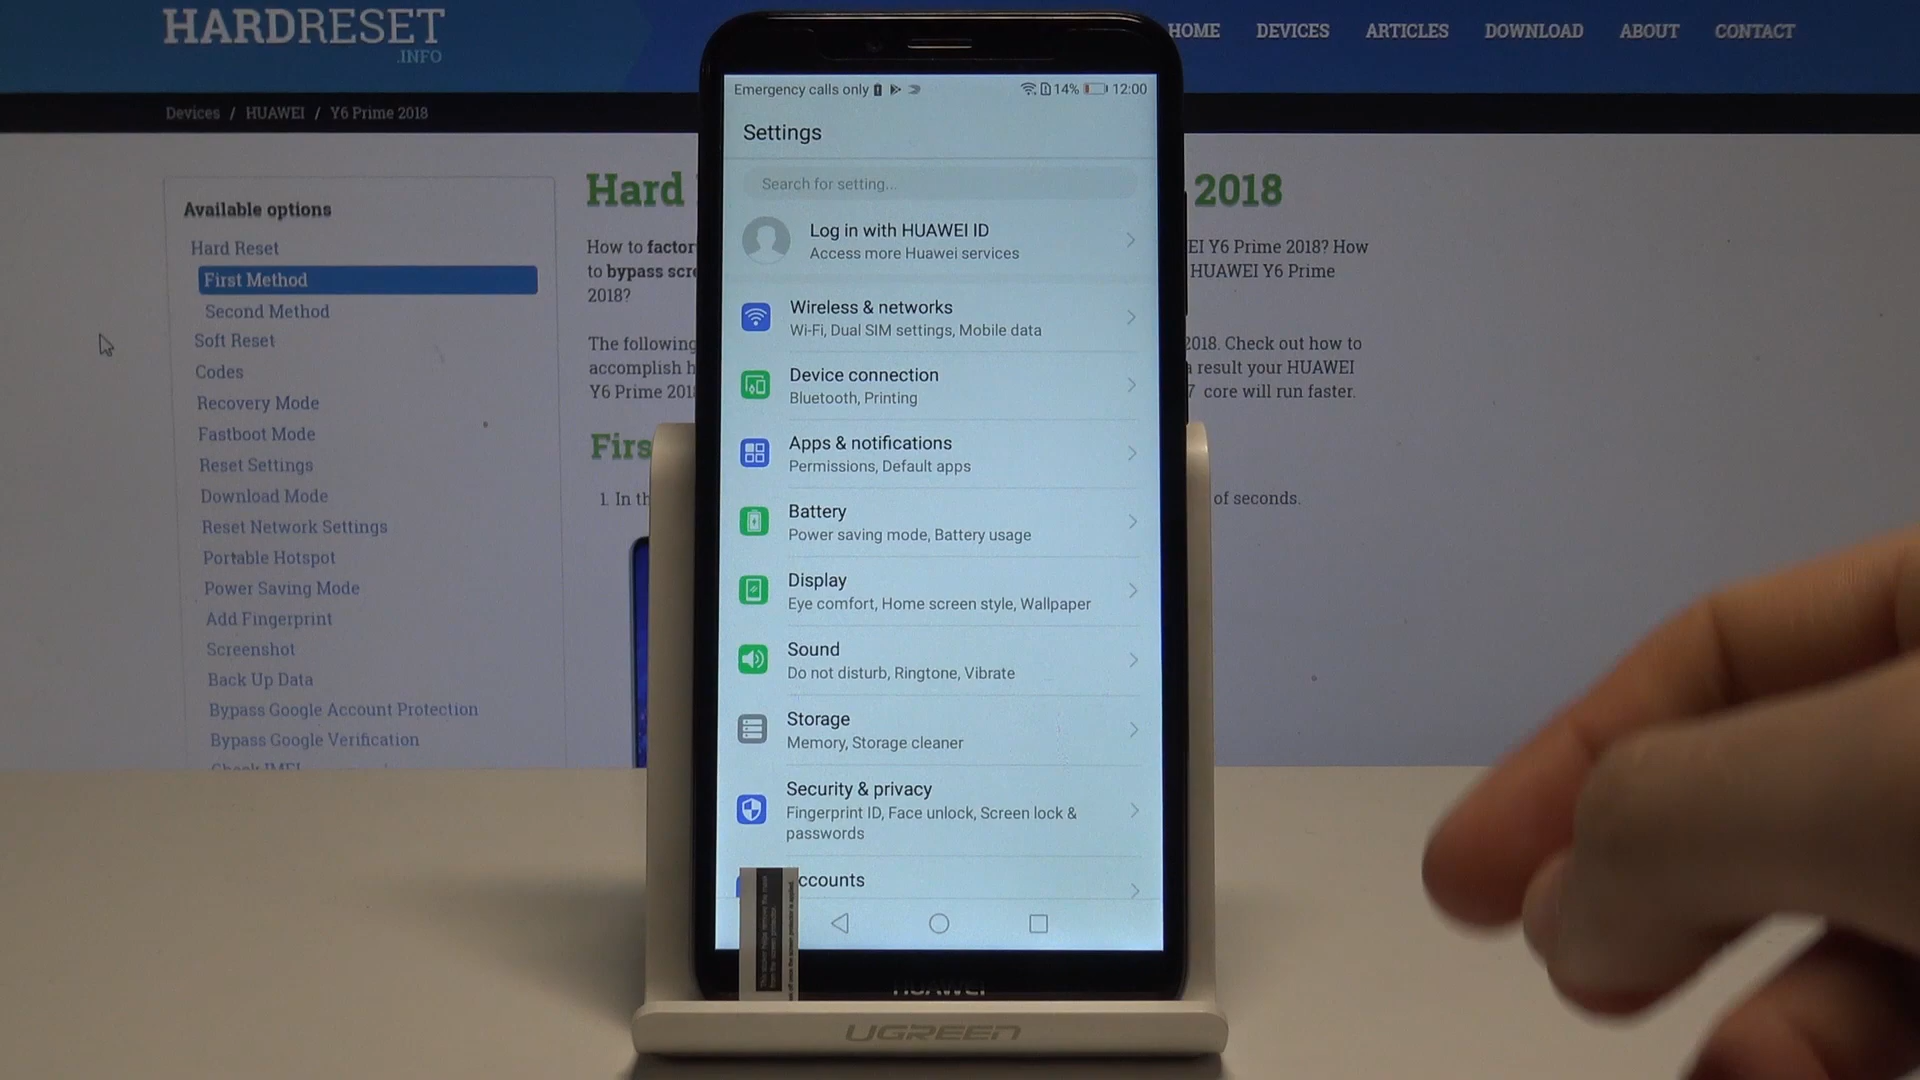 HARDRESET
.INFO
HOME DEVICES ARTICLES DOWNLOAD ABOUT CONTACT
Devices / HUAWEI / Y6 Prime 2018
Available options
Hard Reset
First Method
Second Method
Soft Reset
Codes
Recovery Mode
Fastboot Mode
Reset Settings
Download Mode
Reset Network Settings
Portable Hotspot
Power Saving Mode
Add Fingerprint
Screenshot
Back Up Data
Bypass Google Account Protection
Bypass Google Verification
Check IMEI
Hard 2018
How to factor EI Y6 Prime 2018? How
to bypass scre HUAWEI Y6 Prime
2018?
The following 2018. Check out how to
accomplish h a result your HUAWEI
Y6 Prime 201 7 core will run faster.
Firs
1. In th of seconds.
Emergency calls only 14% 12:00
Settings
Search for setting...
Log in with HUAWEI ID
Access more Huawei services
Wireless & networks
Wi-Fi, Dual SIM settings, Mobile data
Device connection
Bluetooth, Printing
Apps & notifications
Permissions, Default apps
Battery
Power saving mode, Battery usage
Display
Eye comfort, Home screen style, Wallpaper
Sound
Do not disturb, Ringtone, Vibrate
Storage
Memory, Storage cleaner
Security & privacy
Fingerprint ID, Face unlock, Screen lock &
passwords
ccounts
HUAWEI
UGREEN